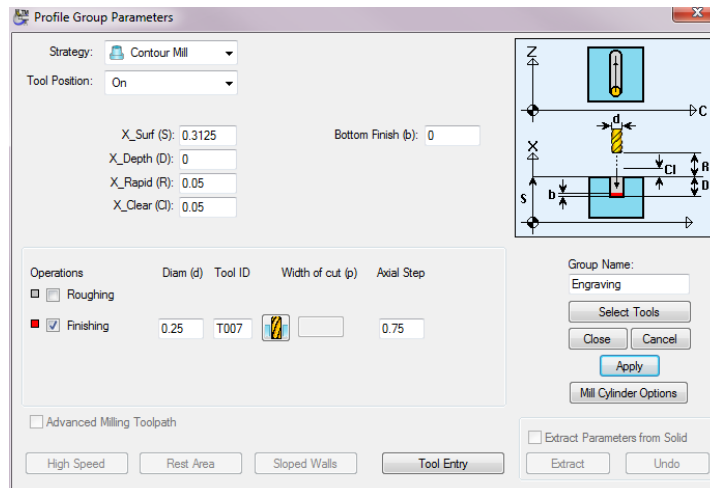 Profile Group Parameters
Strategy: Contour Mill
Tool Position: On
X_Surf (S): 0.3125 Bottom Finish (b): 0
X_Depth (D): 0
X_Rapid (R): 0.05
X_Clear (Cl): 0.05
Z
C
d
X
Cl R
D
S b
Operations Diam (d) Tool ID Width of cut (p) Axial Step
Roughing
Finishing 0.25 T007 0.75
Group Name:
Engraving
Select Tools
Close Cancel
Apply
Mill Cylinder Options
Advanced Milling Toolpath
High Speed Rest Area Sloped Walls Tool Entry
Extract Parameters from Solid
Extract Undo